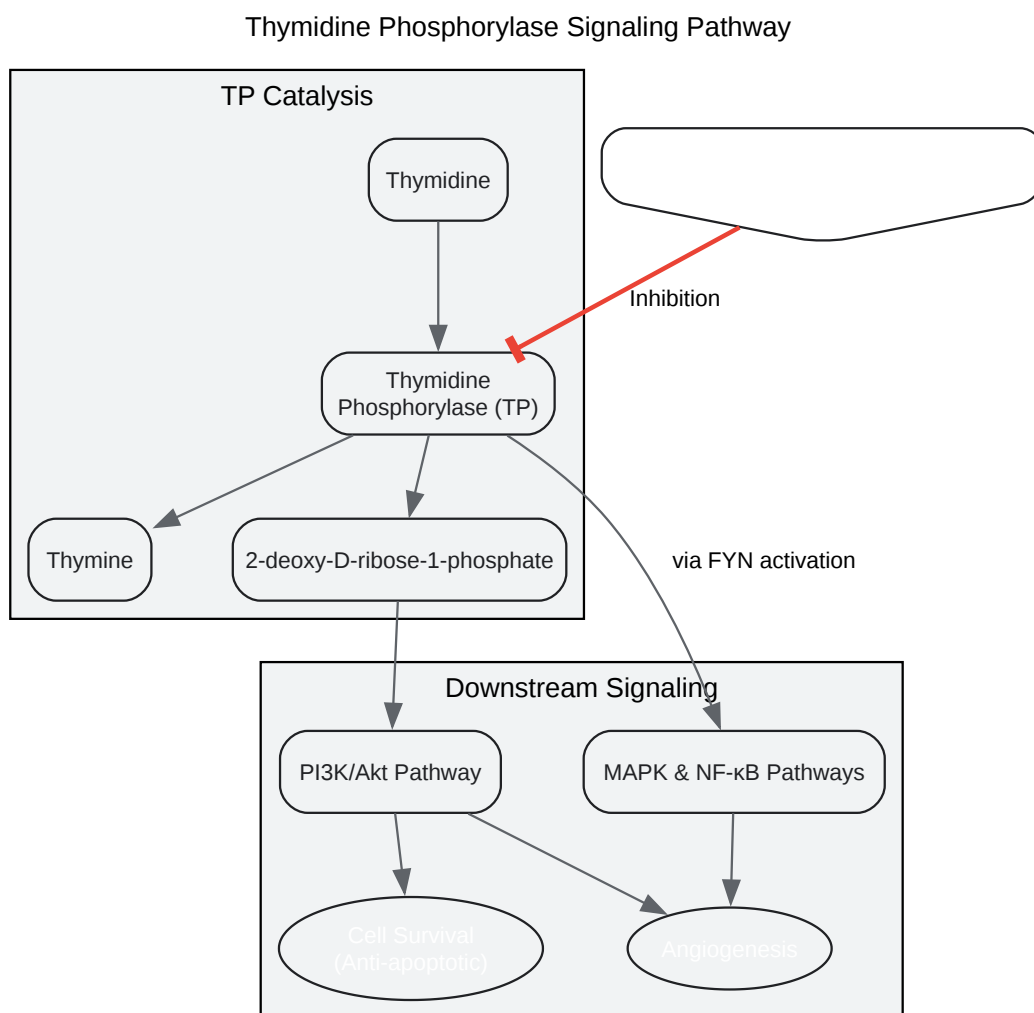 Thymidine Phosphorylase Signaling Pathway
TP Catalysis
Thymidine
Inhibition
Thymidine
Phosphorylase (TP)
Thymine
2-deoxy-D-ribose-1-phosphate
via FYN activation
Downstream Signaling
PI3K/Akt Pathway
MAPK & NF-κB Pathways
Cell Survival
(Anti-apoptotic)
Angiogenesis